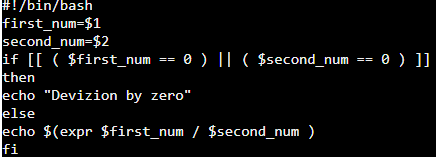 #!/bin/bash
first_num=$1
second_num=$2
if [[ ( $first_num == 0 ) || ( $second_num == 0 ) ]]
then
echo "Devizion by zero"
else
echo $(expr $first_num / $second_num )
fi